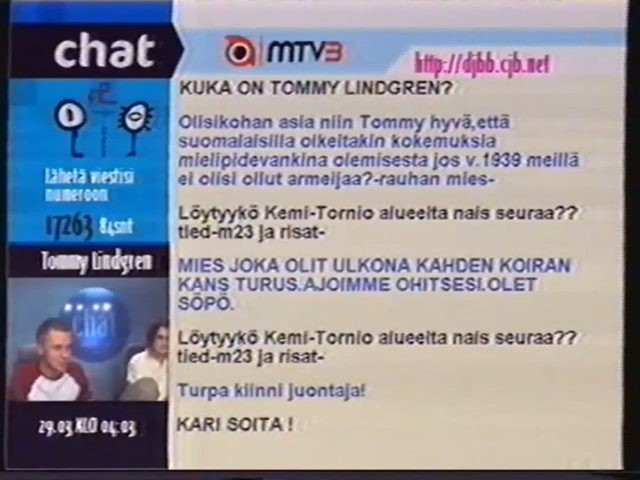 chat
MTV3
http://djbb.cjb.net
KUKA ON TOMMY LINDGREN?
Olisikohan asia niin Tommy hyvä,että
suomalaisilla oikeitakin kokemuksia
mielipidevankina olemisesta jos v.1939 meillä
ei olisi ollut armeijaa?-rauhan mies-
Lähetä viestisi
numeroon
17263 84snt
Löytyykö Kemi-Tornio alueelta nais seuraa??
tied-m23 ja risat-
Tommy Lindgren
MIES JOKA OLIT ULKONA KAHDEN KOIRAN
KANS TURUS.AJOIMME OHITSESI.OLET
SÖPÖ.
chat
Löytyykö Kemi-Tornio alueelta nais seuraa??
tied-m23 ja risat-
Turpa kiinni juontaja!
29.03 KLO 04:03
KARI SOITA !